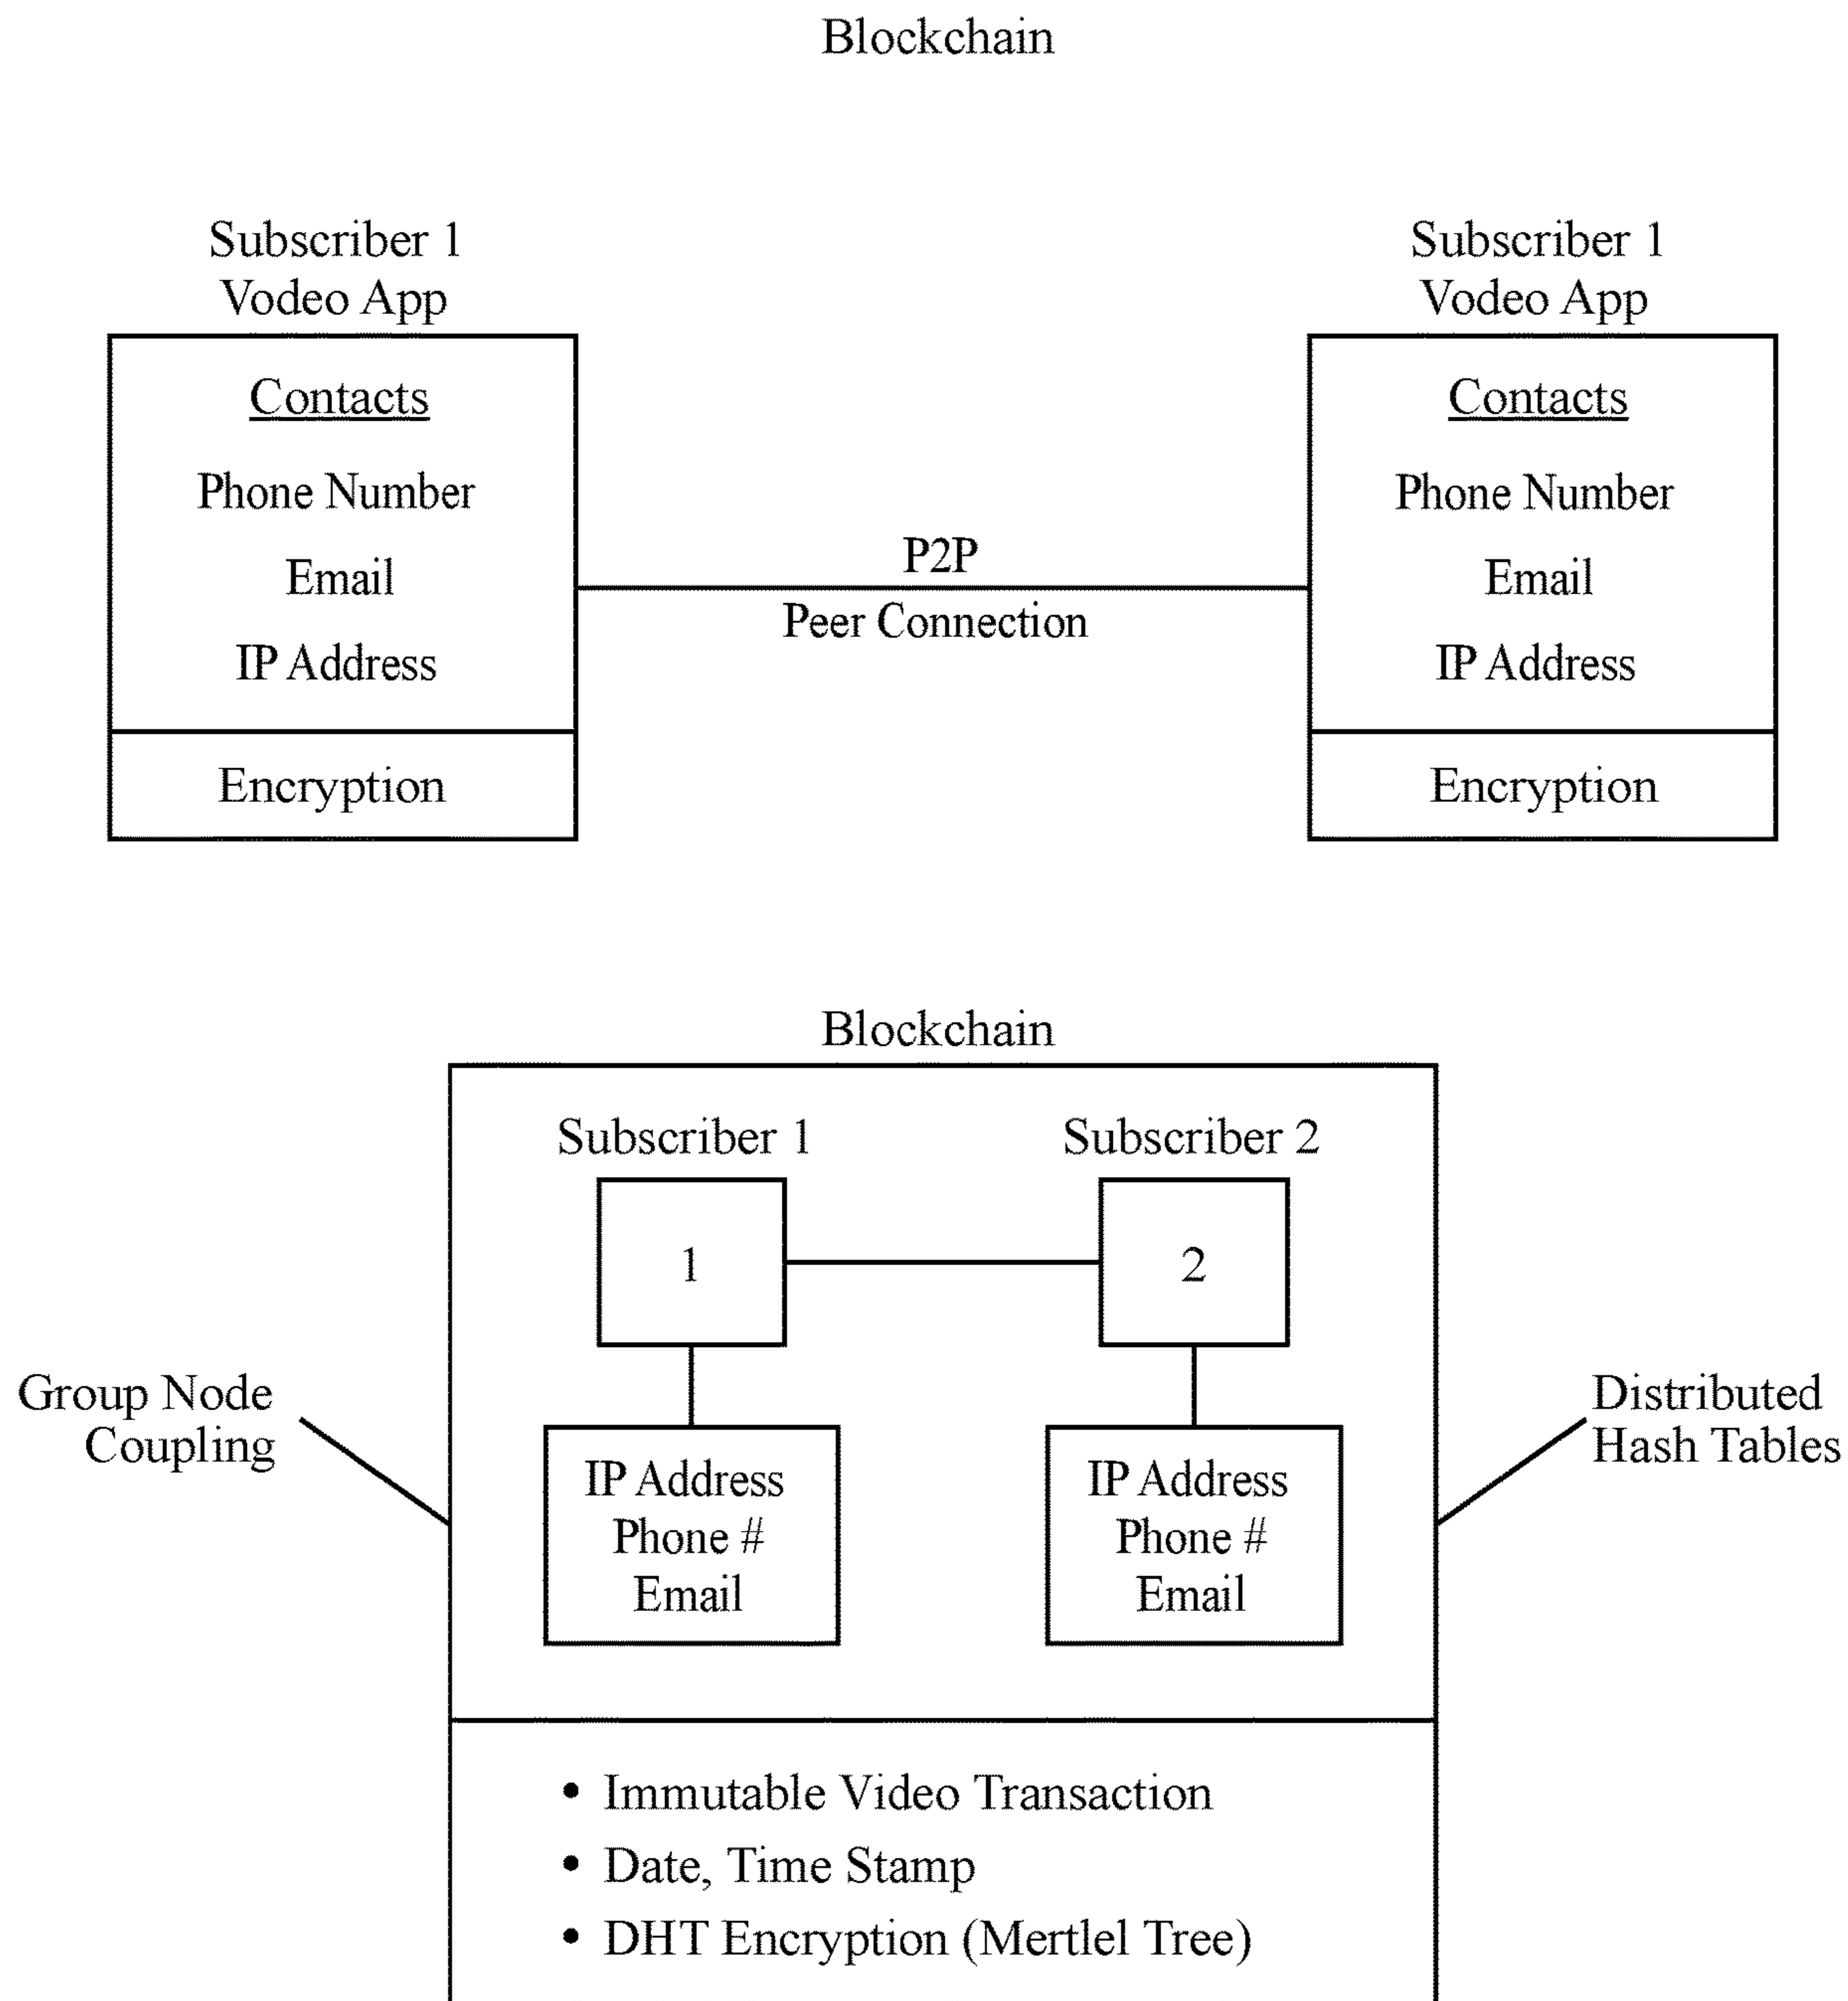 Blockchain
Subscriber 1
Vodeo App
Contacts
Phone Number
Email
IP Address
Encryption
P2P
Peer Connection
Subscriber 1
Vodeo App
Contacts
Phone Number
Email
IP Address
Encryption
Blockchain
Subscriber 1
Subscriber 2
1
2
Group Node
Coupling
IP Address
Phone #
Email
IP Address
Phone #
Email
Distributed
Hash Tables
• Immutable Video Transaction
• Date, Time Stamp
• DHT Encryption (Mertlel Tree)